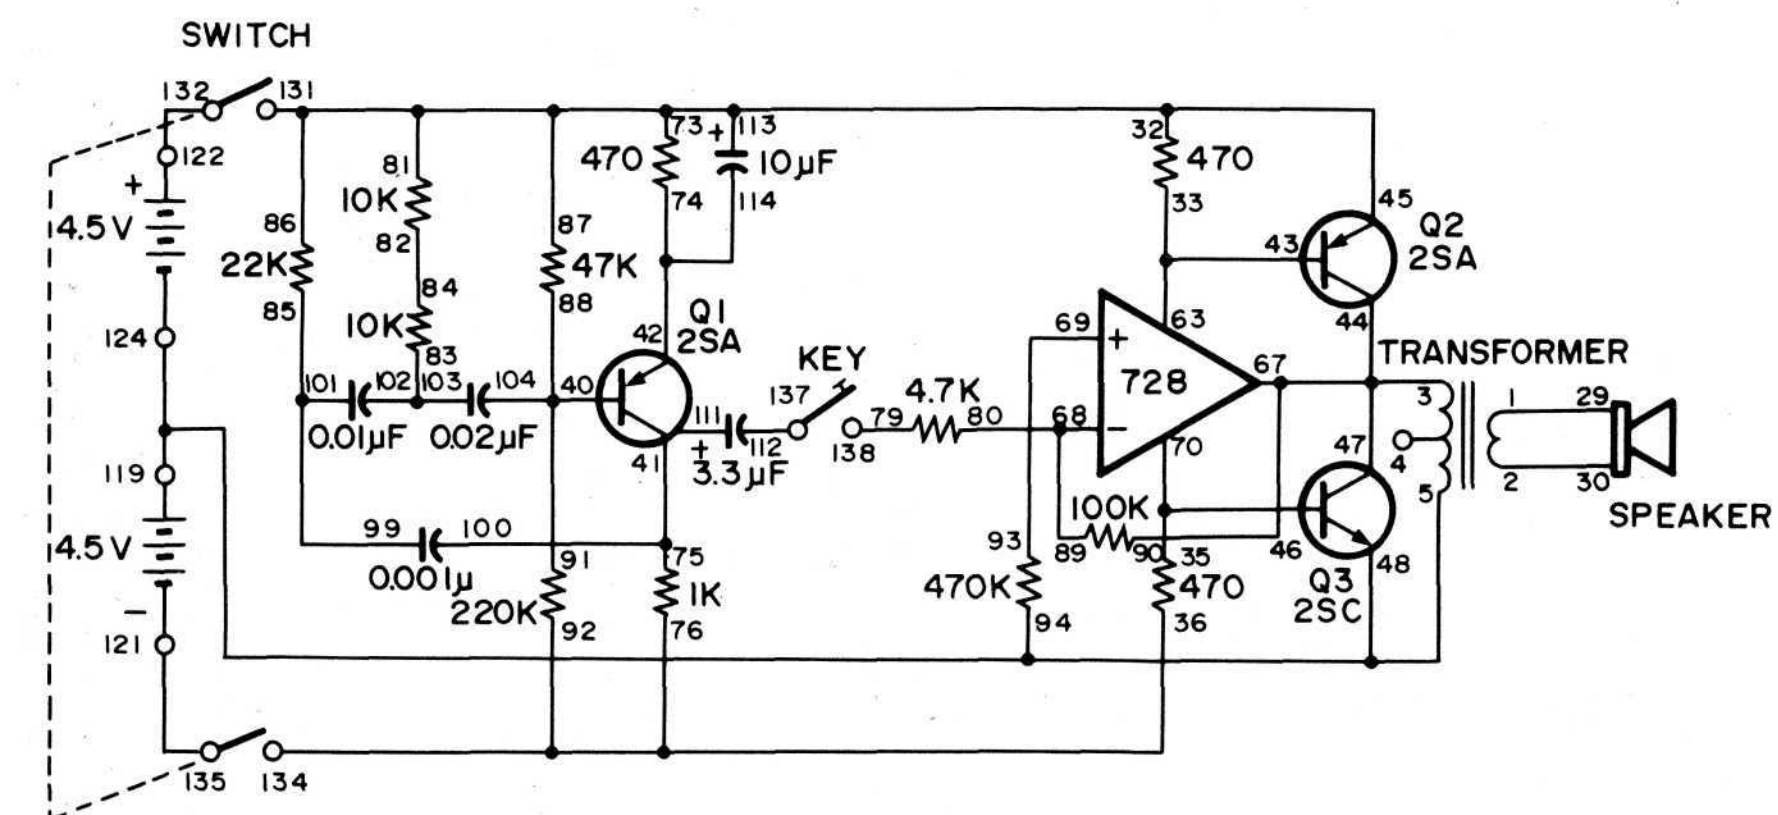 SWITCH
132 131
73 + 113
32
122
81 470 10μF 470
+ 10K 74 114 33 45
4.5V 86 82 87 43 Q2
22K 47K 2SA
85 84 88
124 10K Q1 63 44
83 42 2SA 69 + TRANSFORMER
KEY 67
101 102 103 104 40 137 4.7K 728 3 1 29
0.01μF 0.02μF 111 79 80 68 − 47
+ 112 138 70 4
119 41 3.3μF 5 2 30
99 100 100K SPEAKER
4.5V 75 93 89 90 35 46 48
0.001μ 91 1K 470K 470 Q3
− 220K 2SC
121 92 76 94 36
135 134